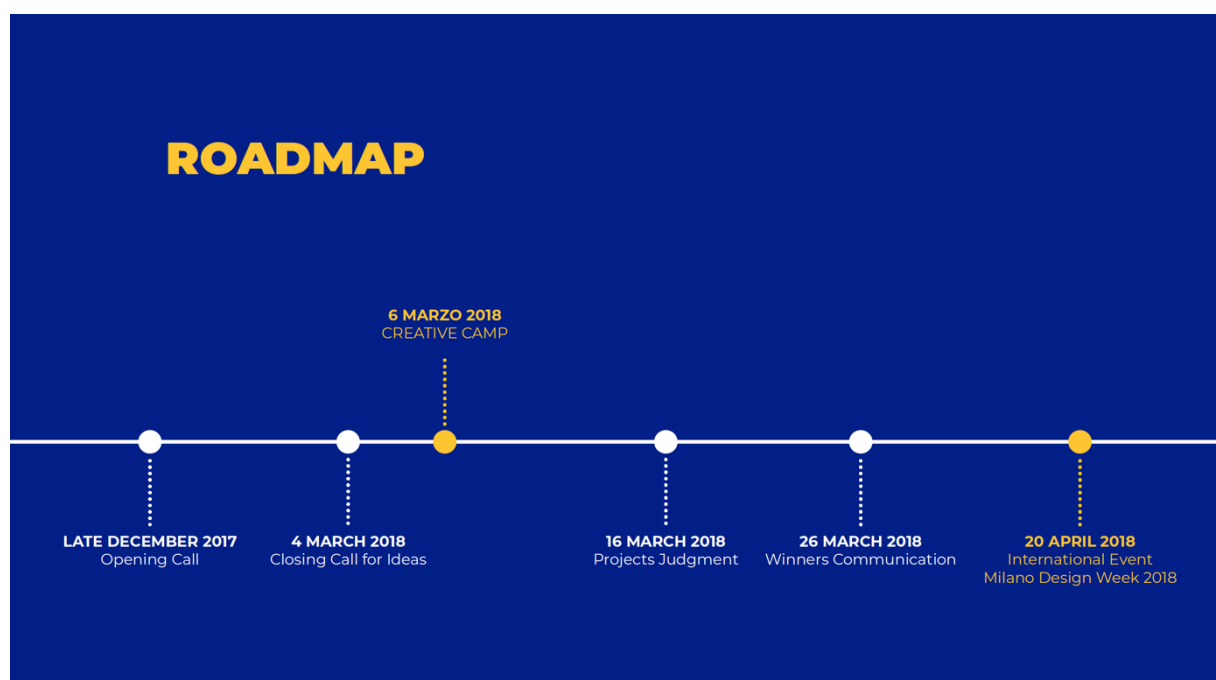 ROADMAP
6 MARZO 2018
CREATIVE CAMP
LATE DECEMBER 2017
Opening Call
4 MARCH 2018
Closing Call for Ideas
16 MARCH 2018
Projects Judgment
26 MARCH 2018
Winners Communication
20 APRIL 2018
International Event
Milano Design Week 2018